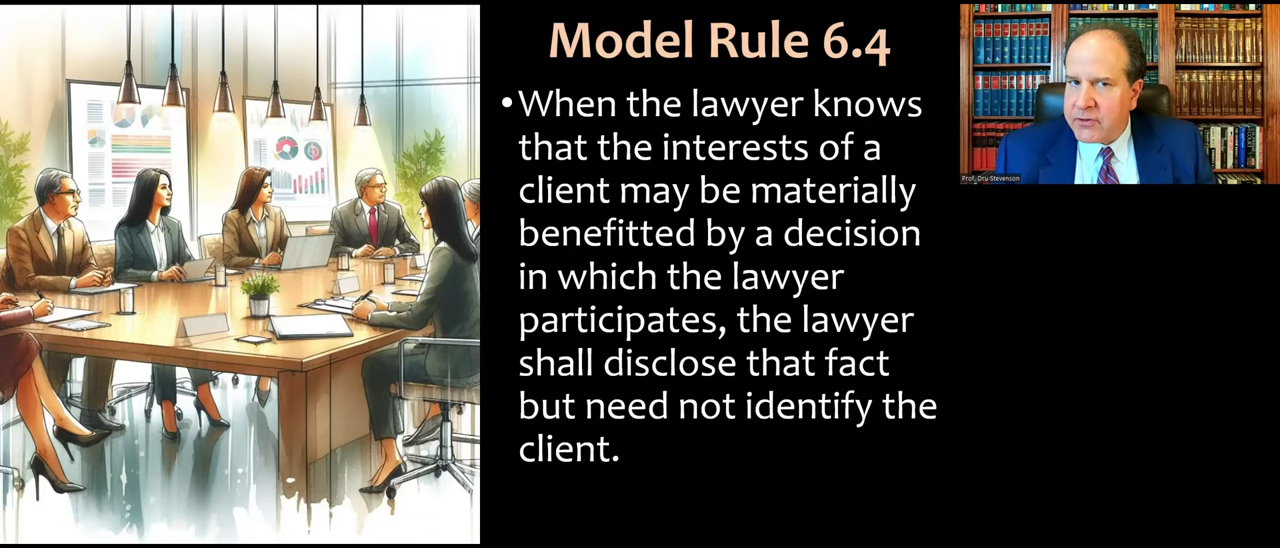 Model Rule 6.4
•When the lawyer knows
that the interests of a
client may be materially
benefitted by a decision
in which the lawyer
participates, the lawyer
shall disclose that fact
but need not identify the
client.
Prof. Dru Stevenson